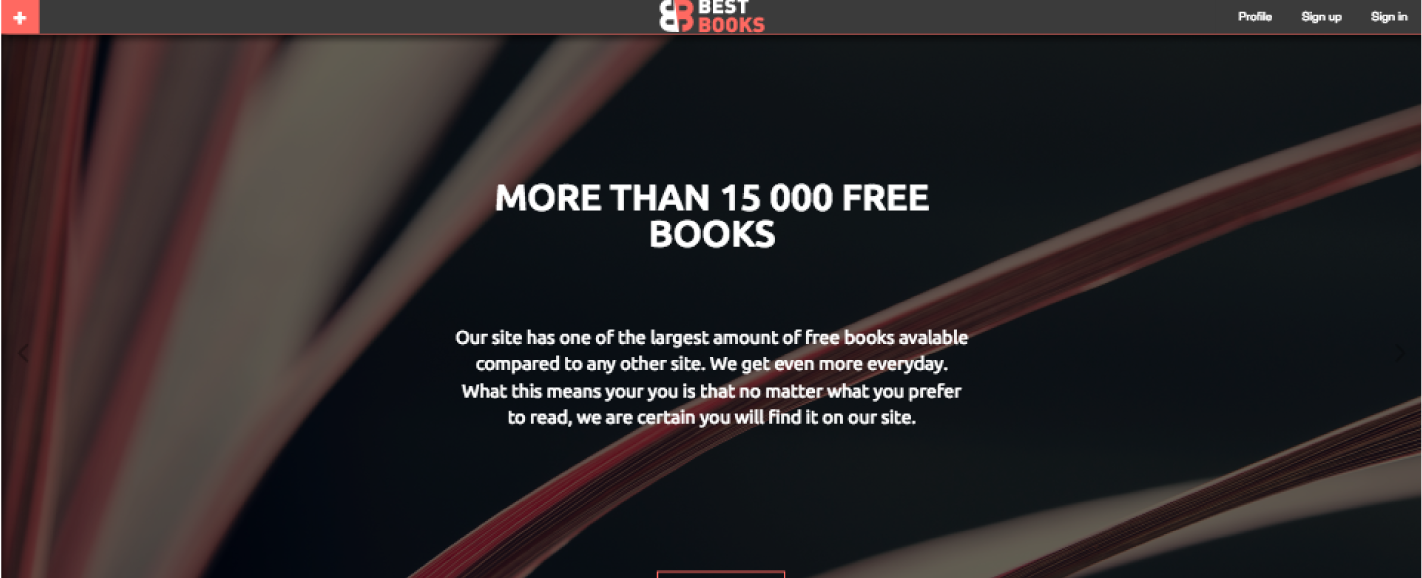 BEST
BOOKS
Profile Sign up Sign in
MORE THAN 15 000 FREE
BOOKS
Our site has one of the largest amount of free books avalable
compared to any other site. We get even more everyday.
What this means your you is that no matter what you prefer
to read, we are certain you will find it on our site.